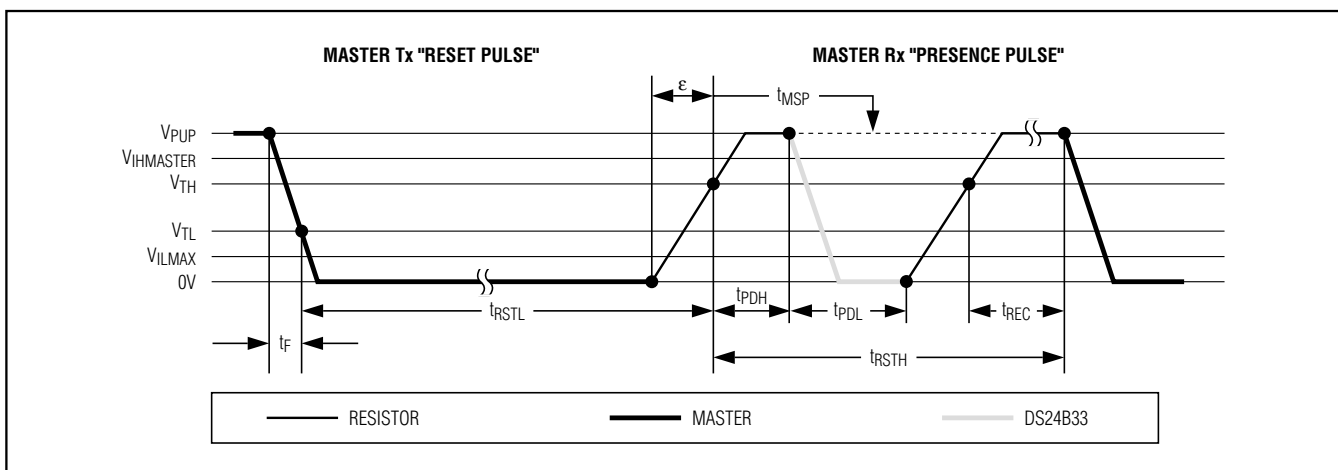 MASTER Tx "RESET PULSE" MASTER Rx "PRESENCE PULSE"
ε tMSP
VPUP
VIHMASTER
VTH
VTL
VILMAX
0V
tRSTL tPDH tPDL tREC
tF tRSTH
RESISTOR MASTER DS24B33